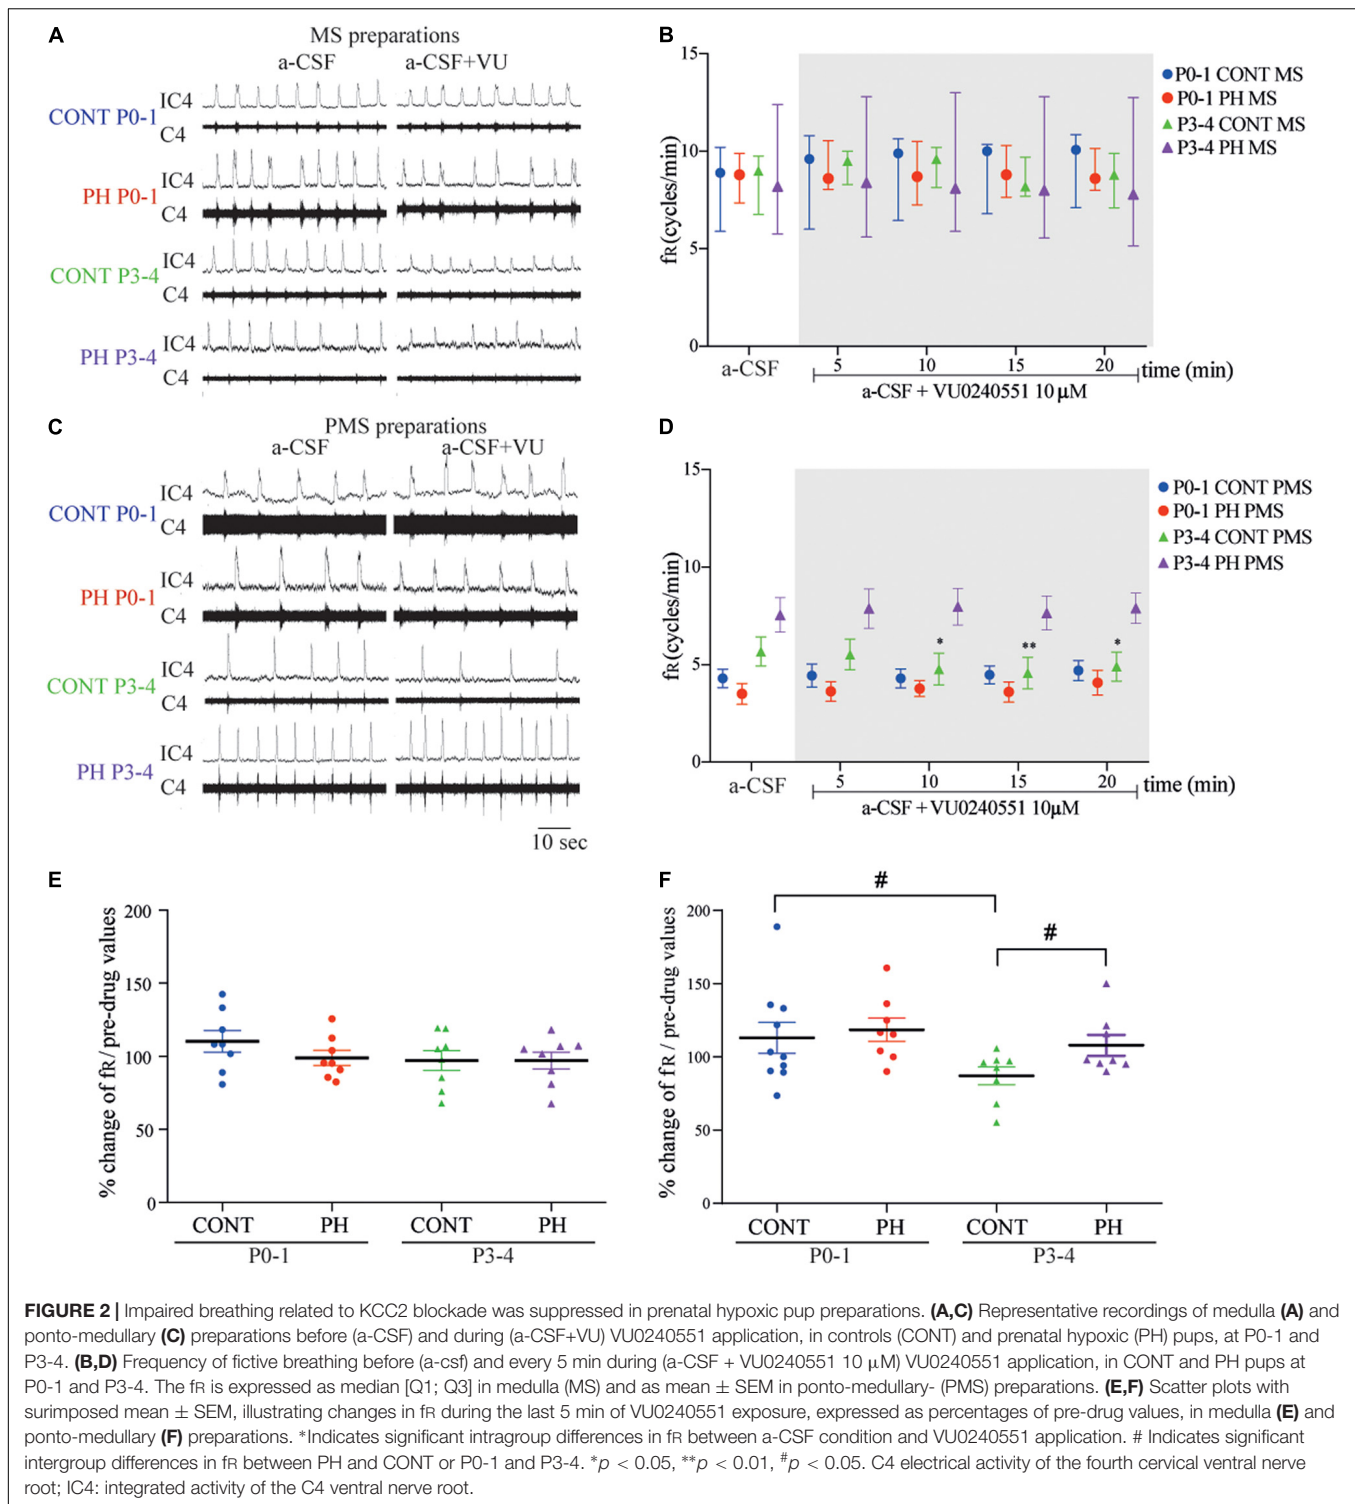 A
MS preparations
a-CSF a-CSF+VU
CONT P0-1
IC4
C4
PH P0-1
IC4
C4
CONT P3-4
IC4
C4
PH P3-4
IC4
C4
B
15
10
5
0
fR(cycles/min)
P0-1 CONT MS
P0-1 PH MS
P3-4 CONT MS
P3-4 PH MS
a-CSF 5 10 15 20 time (min)
a-CSF + VU0240551 10 µM
C
PMS preparations
a-CSF a-CSF+VU
CONT P0-1
IC4
C4
PH P0-1
IC4
C4
CONT P3-4
IC4
C4
PH P3-4
IC4
C4
10 sec
D
15
10
5
0
fR(cycles/min)
* ** *
P0-1 CONT PMS
P0-1 PH PMS
P3-4 CONT PMS
P3-4 PH PMS
a-CSF 5 10 15 20 time (min)
a-CSF + VU0240551 10µM
E
200
150
100
50
0
% change of fR / pre-drug values
CONT PH CONT PH
P0-1 P3-4
F
200
150
100
50
0
% change of fR / pre-drug values
#
#
CONT PH CONT PH
P0-1 P3-4
FIGURE 2 | Impaired breathing related to KCC2 blockade was suppressed in prenatal hypoxic pup preparations. (A,C) Representative recordings of medulla (A) and
ponto-medullary (C) preparations before (a-CSF) and during (a-CSF+VU) VU0240551 application, in controls (CONT) and prenatal hypoxic (PH) pups, at P0-1 and
P3-4. (B,D) Frequency of fictive breathing before (a-csf) and every 5 min during (a-CSF + VU0240551 10 µM) VU0240551 application, in CONT and PH pups at
P0-1 and P3-4. The fR is expressed as median [Q1; Q3] in medulla (MS) and as mean ± SEM in ponto-medullary- (PMS) preparations. (E,F) Scatter plots with
surimposed mean ± SEM, illustrating changes in fR during the last 5 min of VU0240551 exposure, expressed as percentages of pre-drug values, in medulla (E) and
ponto-medullary (F) preparations. *Indicates significant intragroup differences in fR between a-CSF condition and VU0240551 application. # Indicates significant
intergroup differences in fR between PH and CONT or P0-1 and P3-4. *p < 0.05, **p < 0.01, #p < 0.05. C4 electrical activity of the fourth cervical ventral nerve
root; IC4: integrated activity of the C4 ventral nerve root.